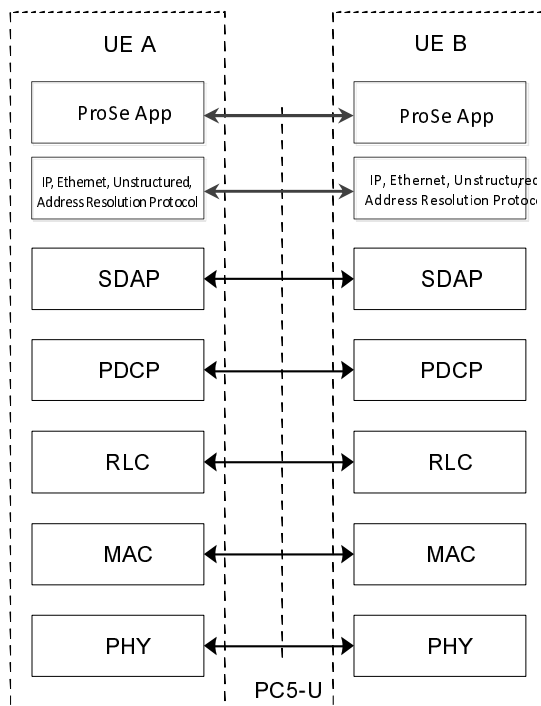 UE A
UE B
ProSe App
ProSe App
IP, Ethernet, Unstructured,
Address Resolution Protocol
IP, Ethernet, Unstructured,
Address Resolution Protoco
SDAP
SDAP
PDCP
PDCP
RLC
RLC
MAC
MAC
PHY
PHY
PC5-U